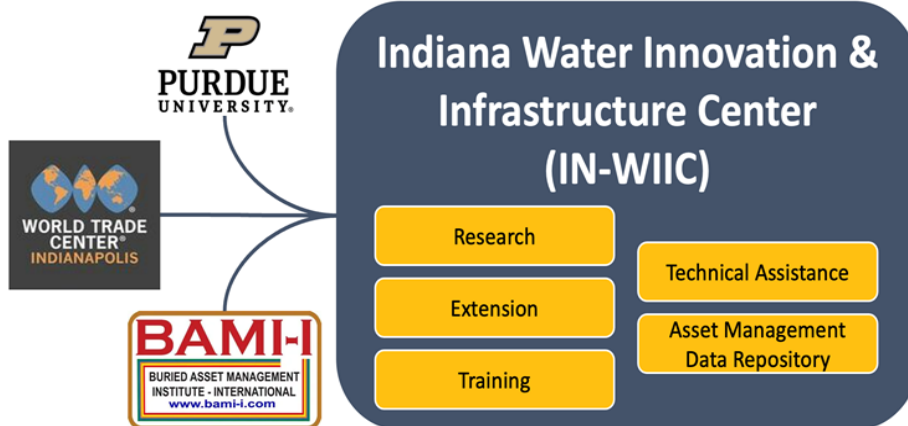 PURDUE
UNIVERSITY®
WORLD TRADE
CENTER®
INDIANAPOLIS
BAMI-I
BURIED ASSET MANAGEMENT
INSTITUTE - INTERNATIONAL
www.bami-i.com
Indiana Water Innovation &
Infrastructure Center
(IN-WIIC)
Research
Extension
Training
Technical Assistance
Asset Management
Data Repository